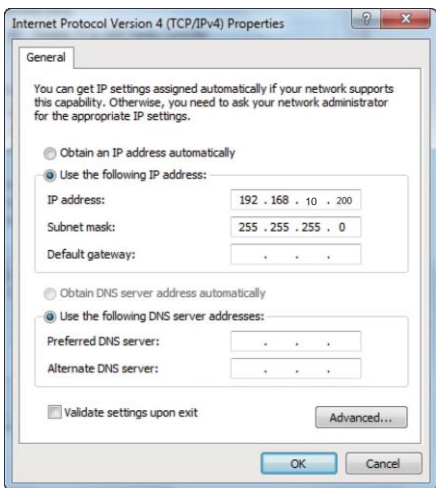 Internet Protocol Version 4 (TCP/IPv4) Properties
General
You can get IP settings assigned automatically if your network supports
this capability. Otherwise, you need to ask your network administrator
for the appropriate IP settings.
Obtain an IP address automatically
Use the following IP address:
IP address: 192 . 168 . 10 . 200
Subnet mask: 255 . 255 . 255 . 0
Default gateway: . . .
Obtain DNS server address automatically
Use the following DNS server addresses:
Preferred DNS server: . . .
Alternate DNS server: . . .
Validate settings upon exit
Advanced...
OK Cancel